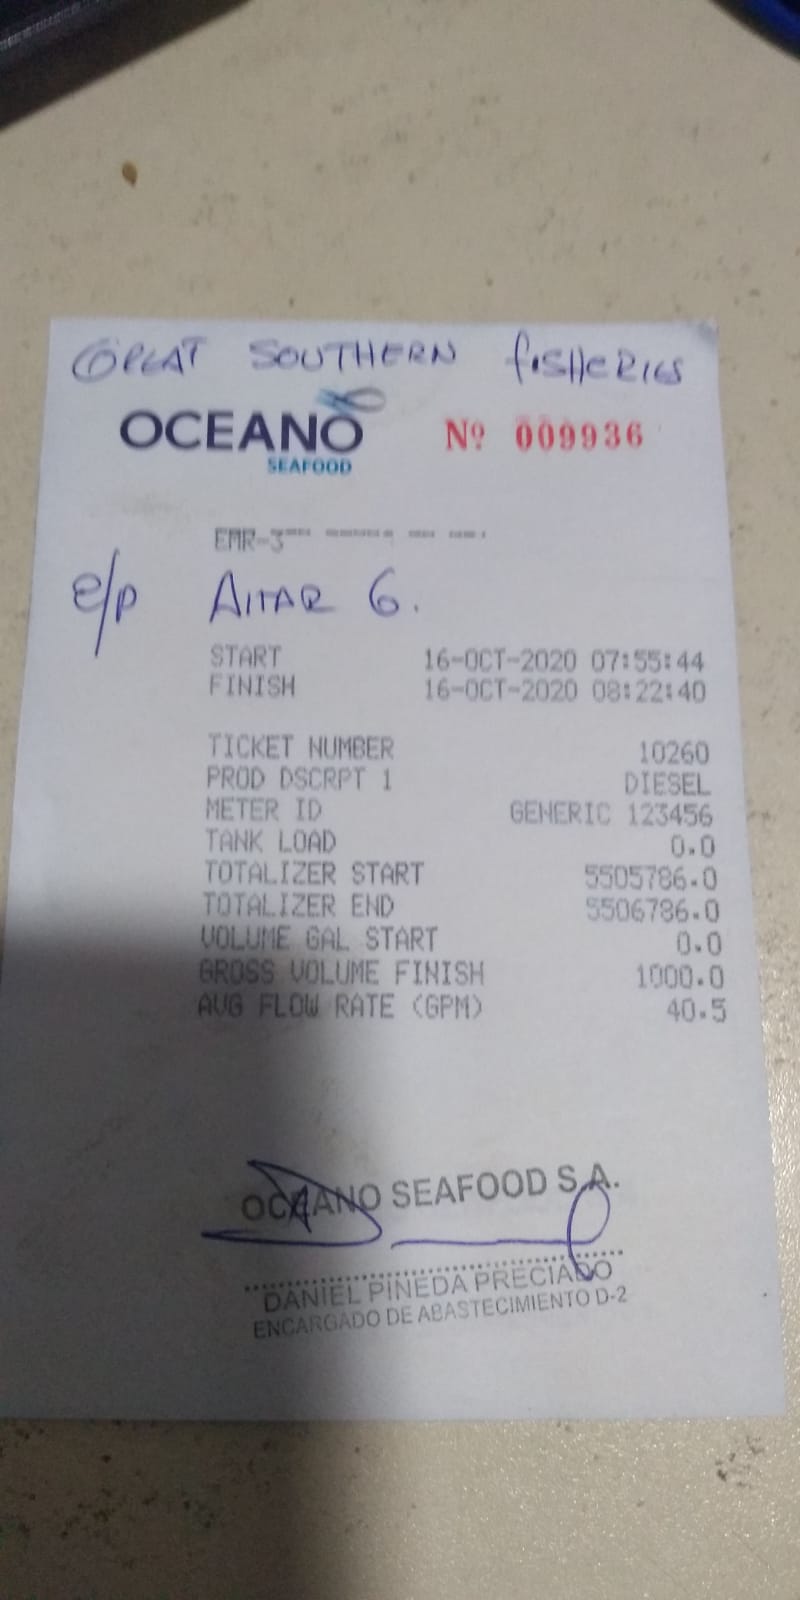 GREAT SOUTHERN fisHeRies
OCEANO
SEAFOOD
Nº 009936
EMR-3
e/p AITAR G.
START 16-OCT-2020 07:55:44
FINISH 16-OCT-2020 08:22:40
TICKET NUMBER 10260
PROD DSCRPT 1 DIESEL
METER ID GENERIC 123456
TANK LOAD 0.0
TOTALIZER START 5505786.0
TOTALIZER END 5506786.0
VOLUME GAL START 0.0
GROSS VOLUME FINISH 1000.0
AVG FLOW RATE (GPM) 40.5
OCEANO SEAFOOD S.A.
DANIEL PINEDA PRECIADO
ENCARGADO DE ABASTECIMIENTO D-2